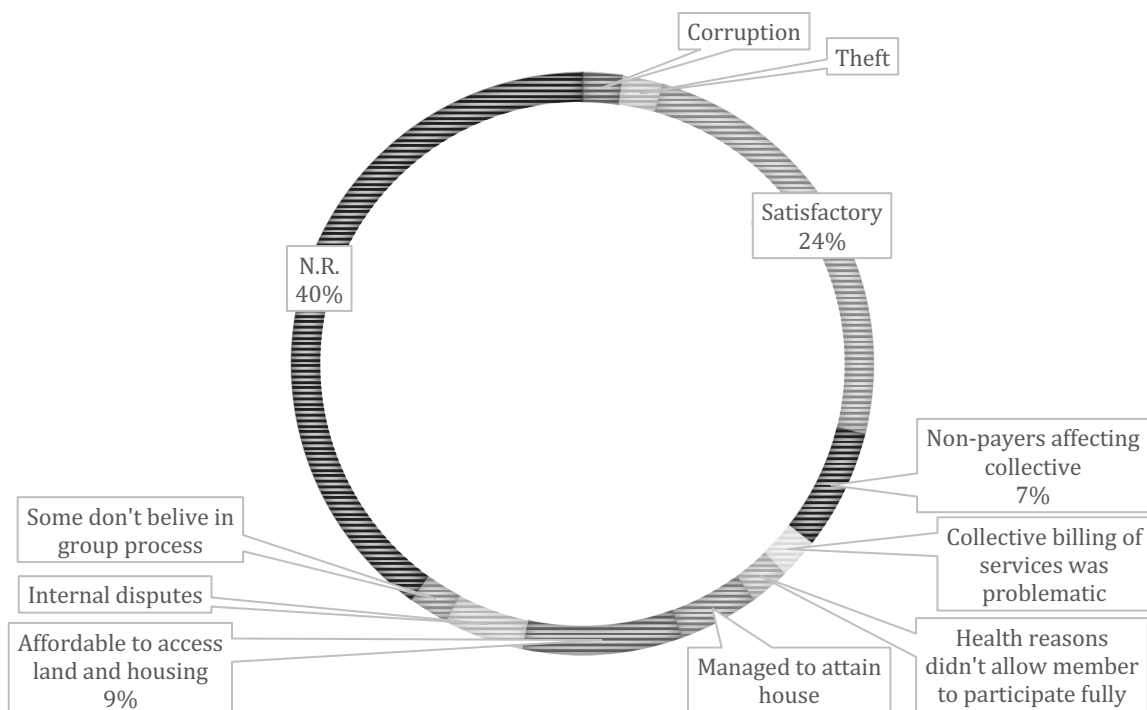 Corruption
Theft
Satisfactory
24%
N.R.
40%
Non-payers affecting
collective
7%
Collective billing of
services was
problematic
Health reasons
didn't allow member
to participate fully
Managed to attain
house
Affordable to access
land and housing
9%
Internal disputes
Some don't belive in
group process